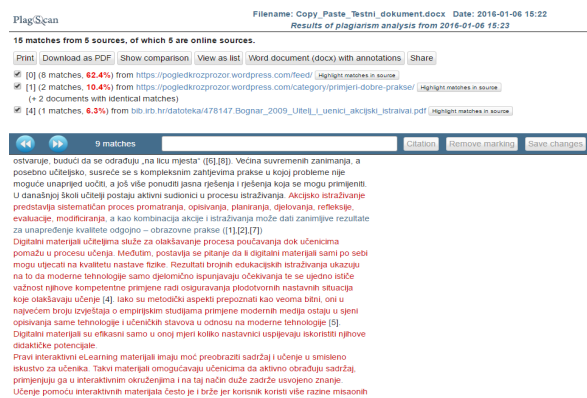 PlagScan
Filename: Copy_Paste_Testni_dokument.docx Date: 2016-01-06 15:22
Results of plagiarism analysis from 2016-01-06 15:23
15 matches from 5 sources, of which 5 are online sources.
Print Download as PDF Show comparison View as list Word document (docx) with annotations Share
[0] (8 matches, 62.4%) from https://pogledkrozprozor.wordpress.com/feed/ Highlight matches in source
[1] (2 matches, 10.4%) from https://pogledkrozprozor.wordpress.com/category/primjeri-dobre-prakse/ Highlight matches in source
(+ 2 documents with identical matches)
[4] (1 matches, 6.3%) from bib.irb.hr/datoteka/478147.Bognar_2009_Uitelj_i_uenici_akcijski_istraivai.pdf Highlight matches in source
9 matches Citation Remove marking Save changes
ostvaruje, budući da se odrađuju „na licu mjesta" ([6],[8]). Većina suvremenih zanimanja, a
posebno učiteljsko, susreće se s kompleksnim zahtjevima prakse u kojoj probleme nije
moguće unaprijed uočiti, a još više ponuditi jasna rješenja i rješenja koja se mogu primijeniti.
U današnjoj školi učitelji postaju aktivni sudionici u procesu istraživanja. Akcijsko istraživanje
predstavlja sistematičan proces promatranja, opisivanja, planiranja, djelovanja, refleksije,
evaluacije, modificiranja, a kao kombinacija akcije i istraživanja može dati zanimljive rezultate
za unapređenje kvalitete odgojno – obrazovne prakse ([1],[2],[7])
Digitalni materijali učiteljima služe za olakšavanje procesa poučavanja dok učenicima
pomažu u procesu učenja. Međutim, postavlja se pitanje da li digitalni materijali sami po sebi
mogu utjecati na kvalitetu nastave fizike. Rezultati brojnih edukacijskih istraživanja ukazuju
na to da moderne tehnologije samo djelomično ispunjavaju očekivanja te se ujedno ističe
važnost njihove kompetentne primjene radi osiguravanja plodotvornih nastavnih situacija
koje olakšavaju učenje [4]. Iako su metodički aspekti prepoznati kao veoma bitni, oni u
najvećem broju izvještaja o empirijskim studijama primjene modernih medija ostaju u sjeni
opisivanja same tehnologije i učeničkih stavova u odnosu na moderne tehnologije [5].
Digitalni materijali su efikasni samo u onoj mjeri koliko nastavnici uspijevaju iskoristiti njihove
didaktičke potencijale.
Pravi interaktivni eLearning materijali imaju moć preobraziti sadržaj i učenje u smisleno
iskustvo za učenika. Takvi materijali omogućavaju učenicima da aktivno obrađuju sadržaj,
primjenjuju ga u interaktivnim okruženjima i na taj način duže zadrže usvojeno znanje.
Učenje pomoću interaktivnih materijala često je i brže jer korisnik koristi više razine misaonih